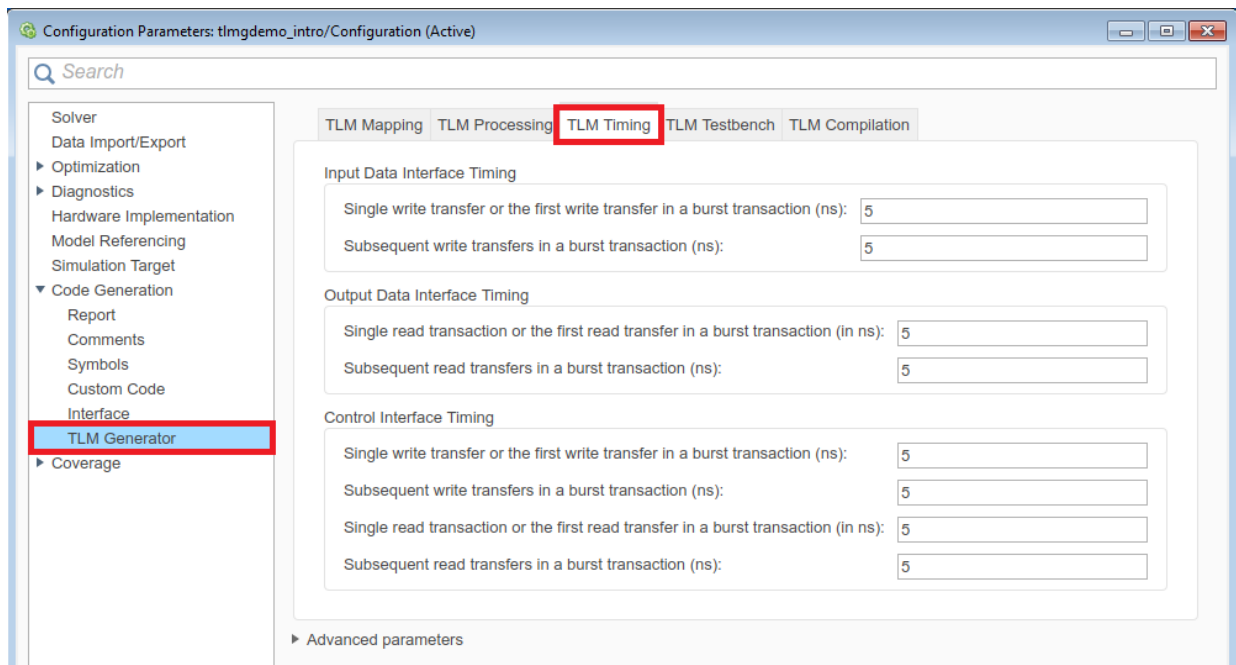 Configuration Parameters: tlmgdemo_intro/Configuration (Active)
Search
Solver
Data Import/Export
Optimization
Diagnostics
Hardware Implementation
Model Referencing
Simulation Target
Code Generation
Report
Comments
Symbols
Custom Code
Interface
TLM Generator
Coverage
TLM Mapping TLM Processing TLM Timing TLM Testbench TLM Compilation
Input Data Interface Timing
Single write transfer or the first write transfer in a burst transaction (ns): 5
Subsequent write transfers in a burst transaction (ns): 5
Output Data Interface Timing
Single read transaction or the first read transfer in a burst transaction (in ns): 5
Subsequent read transfers in a burst transaction (ns): 5
Control Interface Timing
Single write transfer or the first write transfer in a burst transaction (ns): 5
Subsequent write transfers in a burst transaction (ns): 5
Single read transaction or the first read transfer in a burst transaction (in ns): 5
Subsequent read transfers in a burst transaction (ns): 5
Advanced parameters